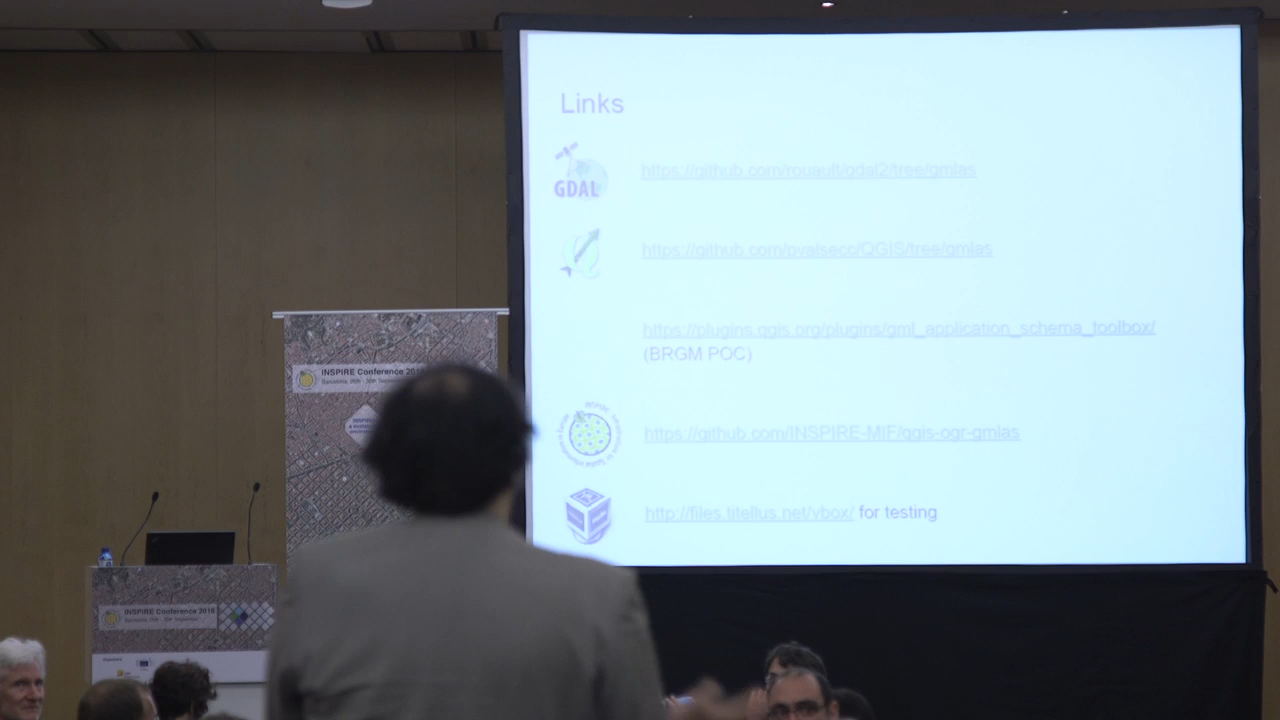 Links
GDAL
https://github.com/rouault/gdal2/tree/gmlas
https://github.com/pvalsecc/QGIS/tree/gmlas
https://plugins.qgis.org/plugins/gml_application_schema_toolbox/
(BRGM POC)
https://github.com/INSPIRE-MIF/qgis-ogr-gmlas
http://files.titellus.net/vbox/ for testing
INSPIRE Conference 201
INSPIRE Conference 2016